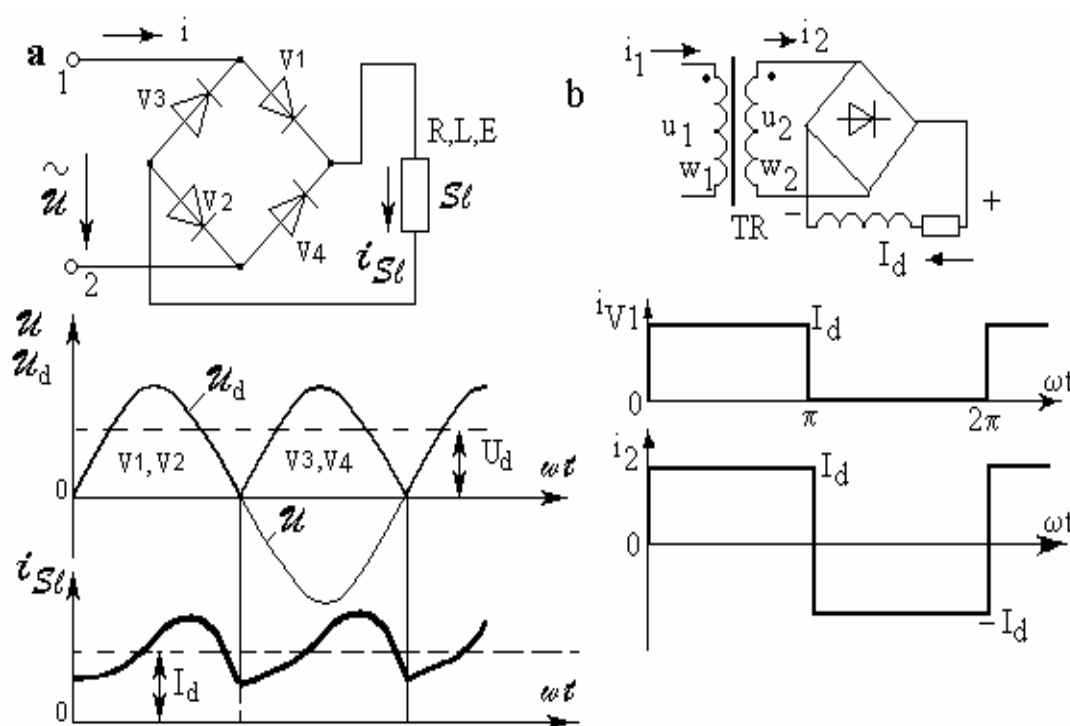 a
i
1
V1
V3
R,L,E
~
u
V2
V4
Sl
i Sl
2
u
u d
u d
V1,V2
V3,V4
U d
0
ωt
u
i Sl
I d
0
ωt
b
i 1
i 2
u 1
u 2
w 1
w 2
TR
-
+
I d
i V1
I d
0
π
2π
ωt
i 2
I d
0
ωt
-I d